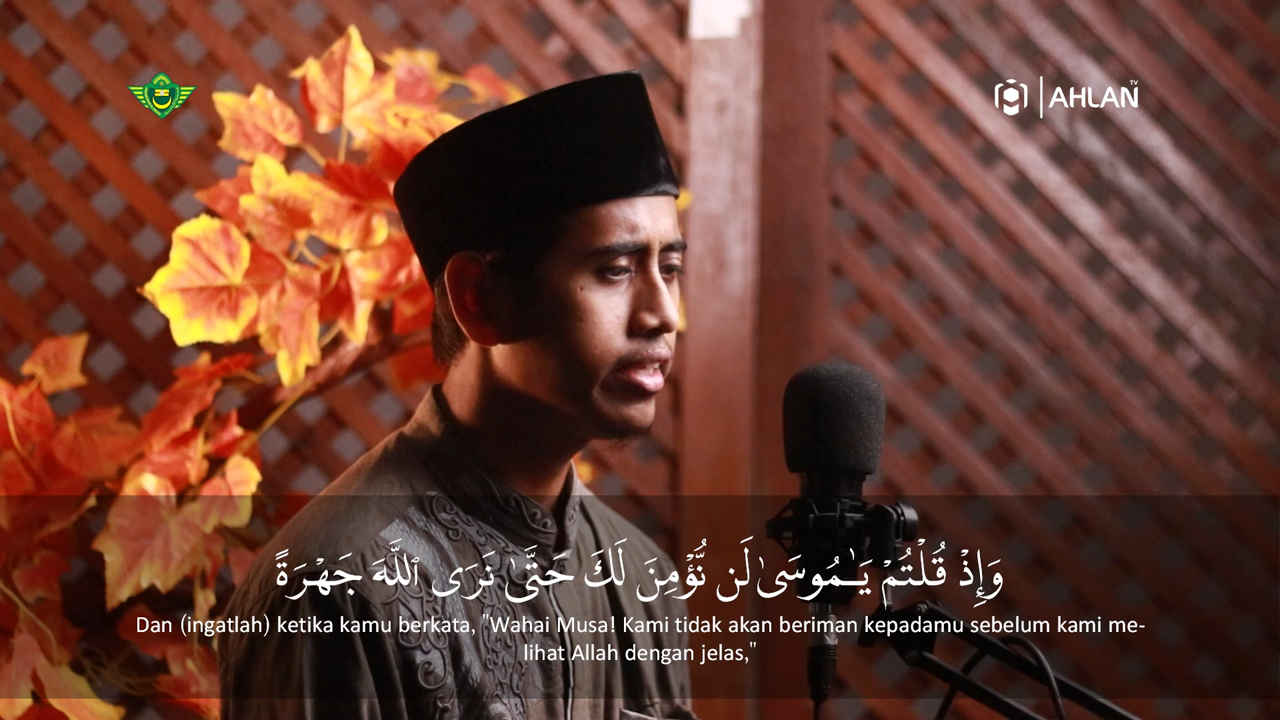 AHLAN TV
وَإِذْ قُلْتُمْ يَـٰمُوسَىٰ لَن نُّؤْمِنَ لَكَ حَتَّىٰ نَرَى ٱللَّهَ جَهْرَةً
Dan (ingatlah) ketika kamu berkata, "Wahai Musa! Kami tidak akan beriman kepadamu sebelum kami me-
lihat Allah dengan jelas,"